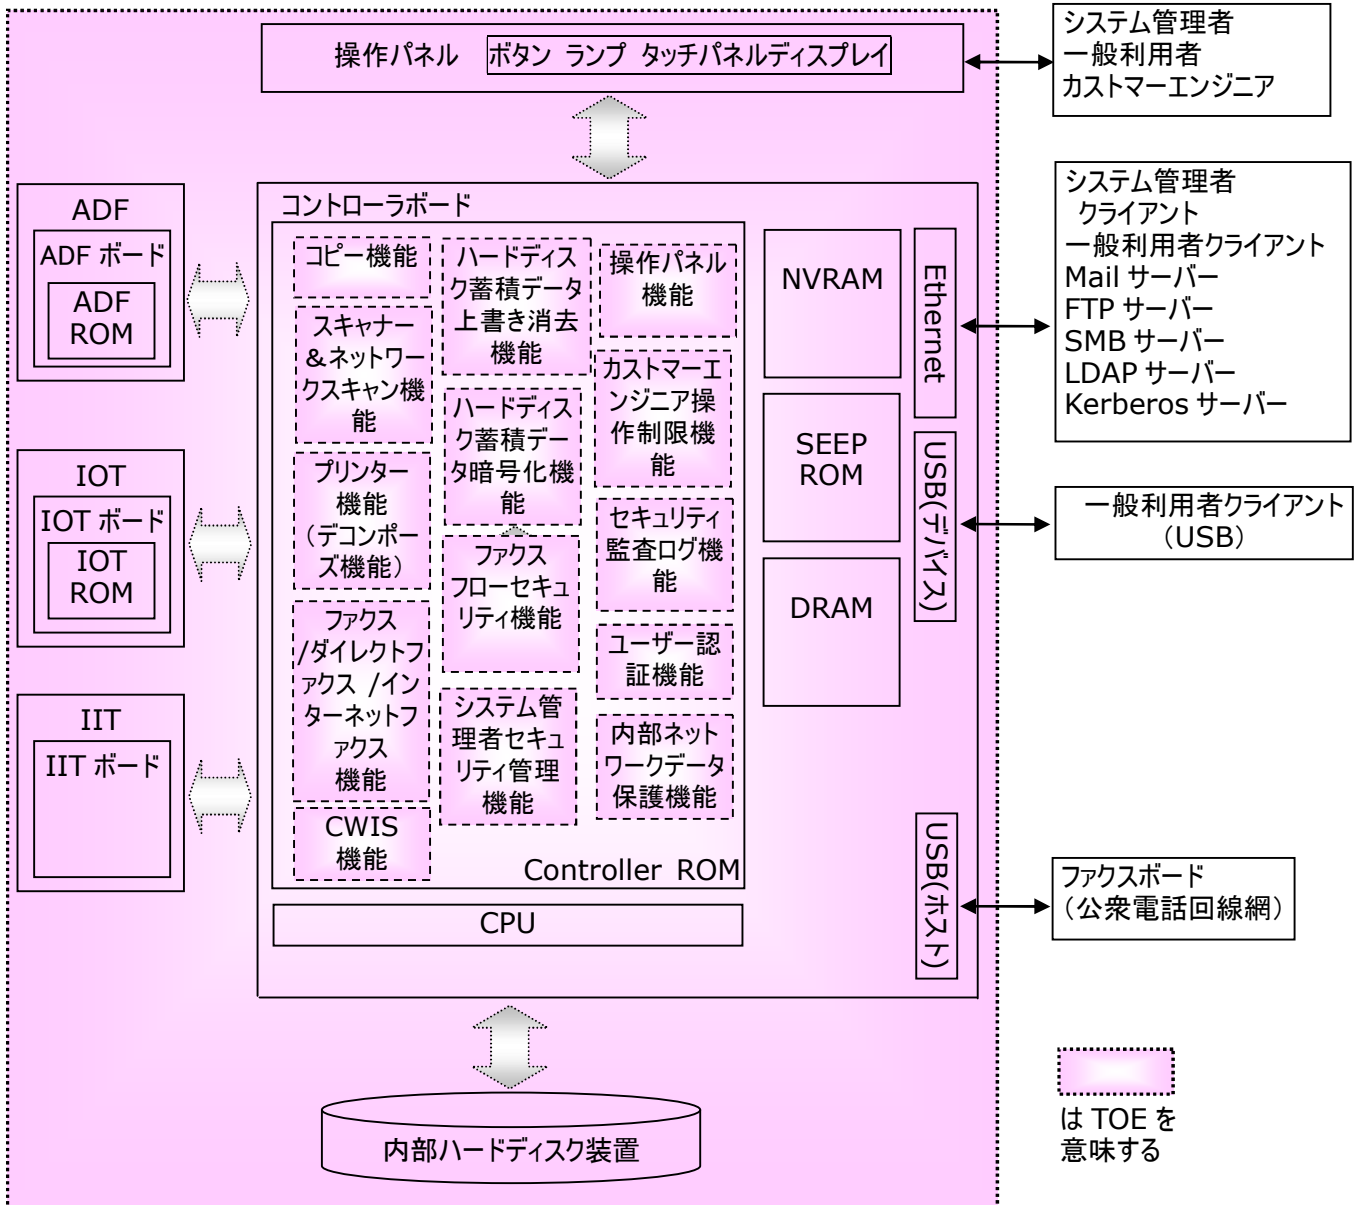 操作パネル ボタン ランプ タッチパネルディスプレイ
システム管理者
一般利用者
カストマーエンジニア
ADF
ADF ボード
ADF
ROM
IOT
IOT ボード
IOT
ROM
IIT
IIT ボード
コントローラボード
コピー機能
スキャナー
&ネットワー
クスキャン機
能
プリンター
機能
(デコンポー
ズ機能)
ファクス
/ダイレクトフ
ァクス /イン
ターネットフ
ァクス
機能
CWIS
機能
ハードディス
ク蓄積データ
上書き消去
機能
ハードディス
ク蓄積デー
タ暗号化機
能
ファクス
フローセキュ
リティ機能
システム管
理者セキュ
リティ管理
機能
操作パネル
機能
カストマーエ
ンジニア操
作制限機
能
セキュリティ
監査ログ機
能
ユーザー認
証機能
内部ネット
ワークデータ
保護機能
Controller ROM
CPU
NVRAM
SEEP
ROM
DRAM
Ethernet
USB(デバイス)
USB(ホスト)
システム管理者
クライアント
一般利用者クライアント
Mail サーバー
FTP サーバー
SMB サーバー
LDAP サーバー
Kerberos サーバー
一般利用者クライアント
(USB)
ファクスボード
(公衆電話回線網)
内部ハードディスク装置
は TOE を
意味する